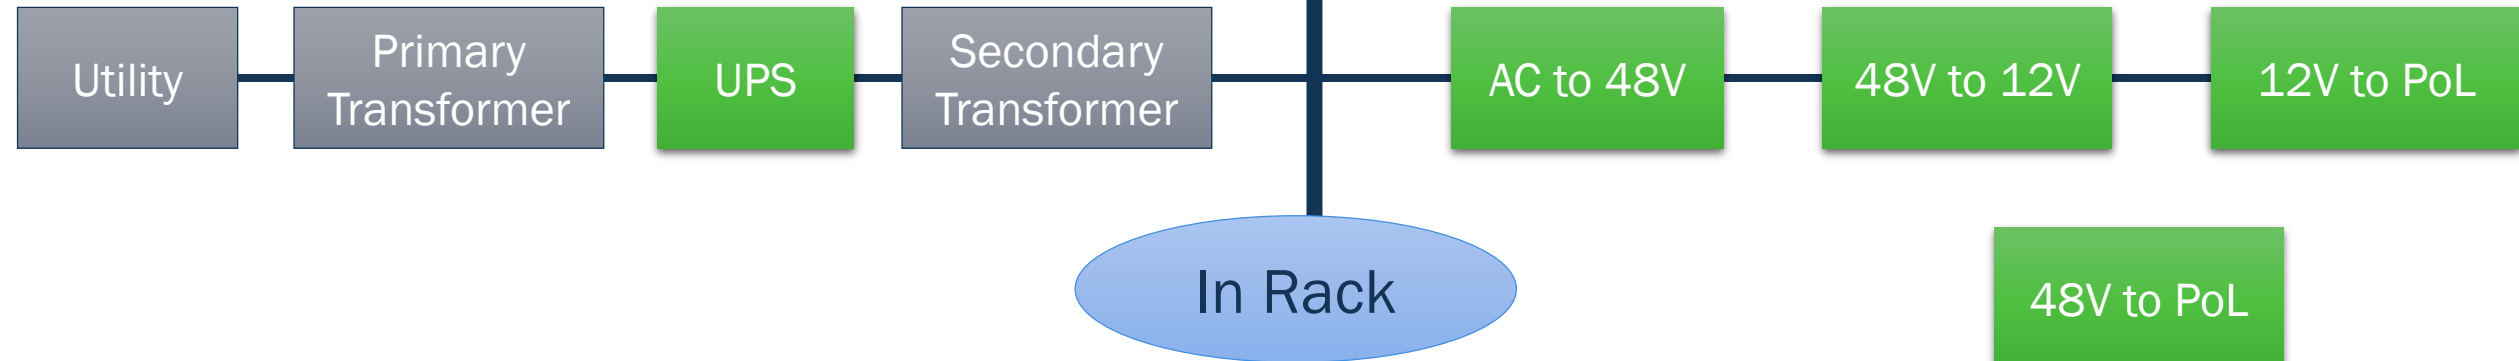 Utility
Primary
Transformer
UPS
Secondary
Transformer
AC to 48V
48V to 12V
12V to PoL
In Rack
48V to PoL